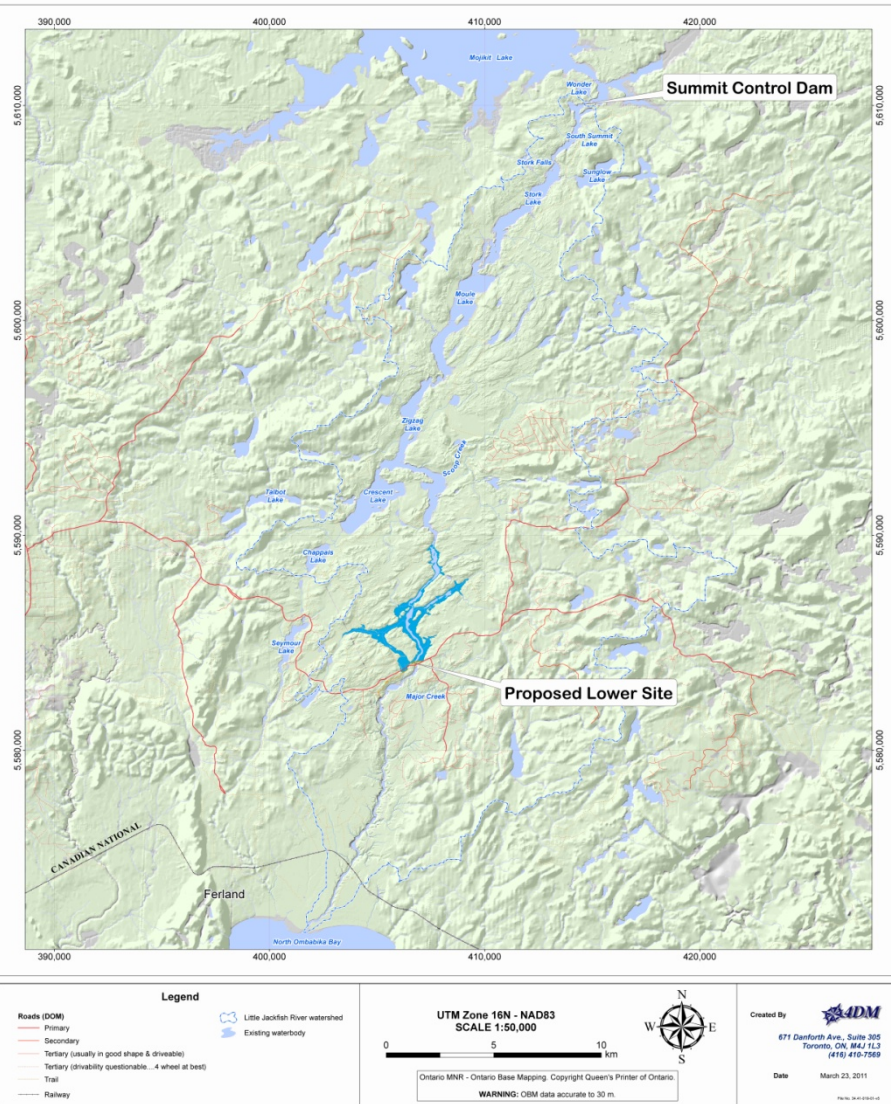 390,000
400,000
410,000
420,000
Mojikit Lake
Wonder
Lake
Summit Control Dam
5,610,000
5,610,000
South Summit
Lake
Stork Falls
Sunglow
Lake
Stork
Lake
Moule
Lake
5,600,000
5,600,000
Zigzag
Lake
Scoop Creek
Talbot
Lake
Crescent
Lake
5,590,000
5,590,000
Chappais
Lake
Seymour
Lake
Proposed Lower Site
Major Creek
5,580,000
5,580,000
CANADIAN NATIONAL
Ferland
North Ombabika Bay
390,000
400,000
410,000
420,000
Legend
Roads (DOM)
Primary
Secondary
Tertiary (usually in good shape & driveable)
Tertiary (drivability questionable....4 wheel at best)
Trail
Railway
Little Jackfish River watershed
Existing waterbody
UTM Zone 16N - NAD83
SCALE 1:50,000
0 5 10
km
Ontario MNR - Ontario Base Mapping. Copyright Queen's Printer of Ontario.
WARNING: OBM data accurate to 30 m.
N
W E
S
Created By
4DM
671 Danforth Ave., Suite 305
Toronto, ON, M4J 1L3
(416) 410-7569
Date March 23, 2011